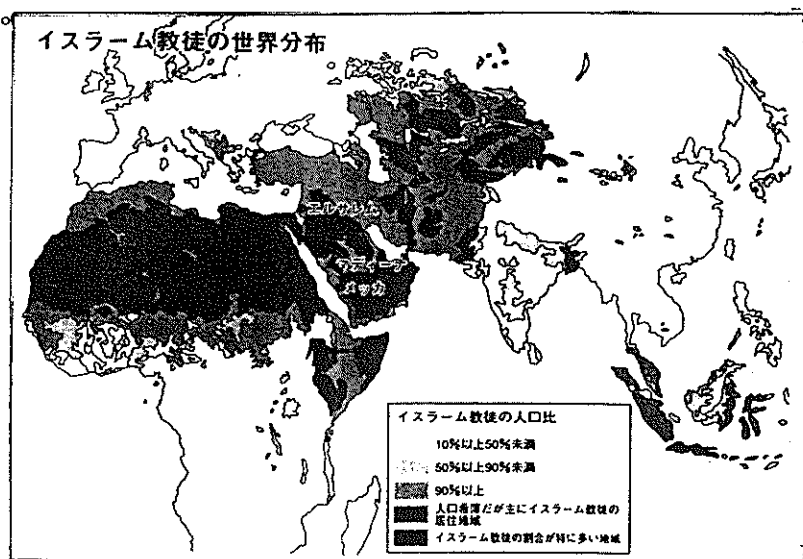 イスラーム教徒の世界分布
エルサレム
マディーナ
メッカ
イスラーム教徒の人口比
10%以上50%未満
50%以上90%未満
90%以上
人口希薄だが主にイスラーム教徒の
居住地域
イスラーム教徒の割合が特に多い地域